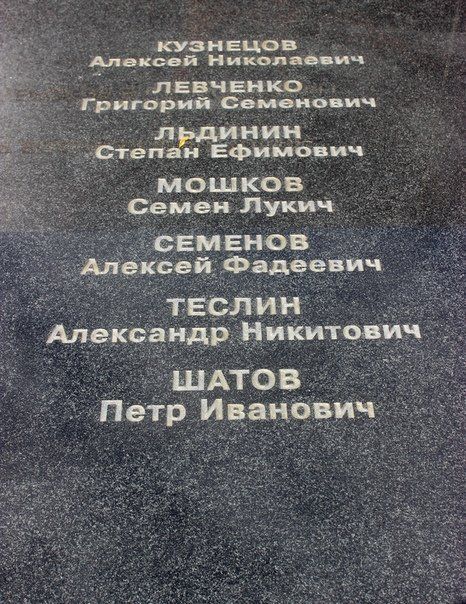 КУЗНЕЦОВ
Алексей Николаевич
ЛЕВЧЕНКО
Григорий Семенович
ЛЬДИНИН
Степан Ефимович
МОШКОВ
Семен Лукич
СЕМЕНОВ
Алексей Фадеевич
ТЕСЛИН
Александр Никитович
ШАТОВ
Петр Иванович